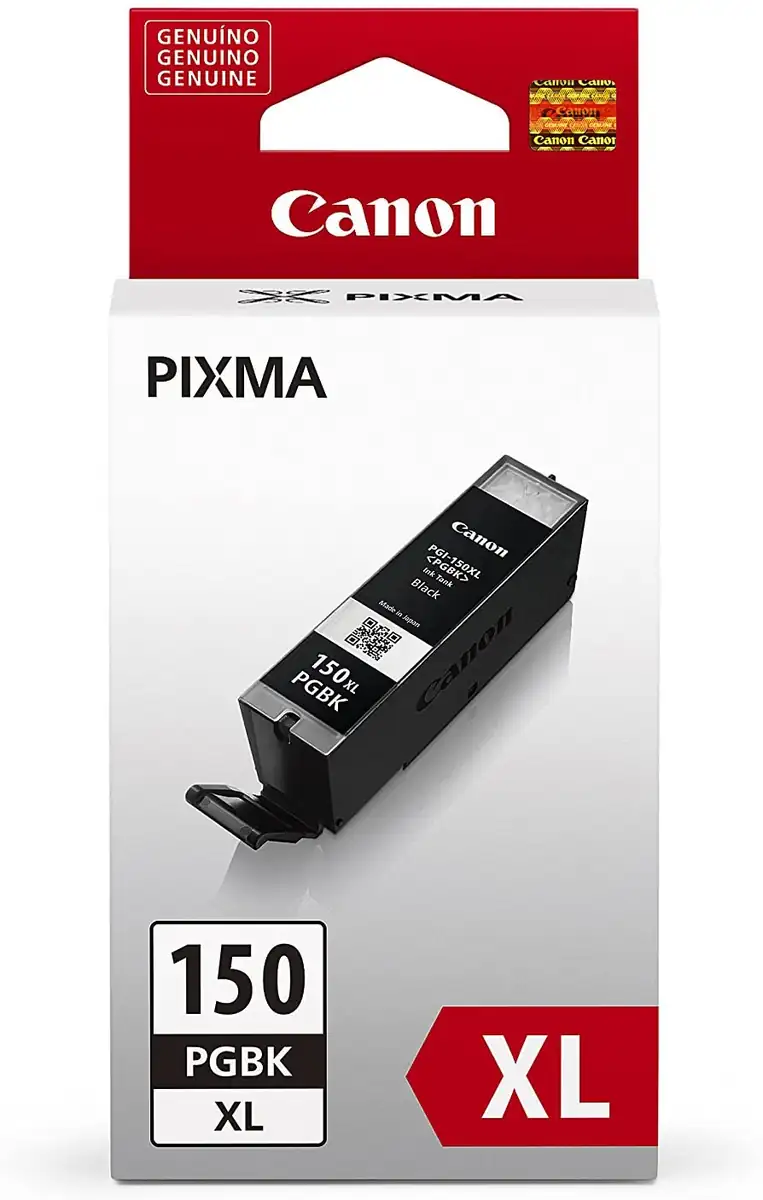 GENUÍNO
GENUINO
GENUINE
Canon Canon
Canon
GENUINE
Canon Canon
Canon
PIXMA
PIXMA
Canon
PGI-150XL
<PGBK>
Ink Tank
Black
Made in Japan
150XL
PGBK
Canon
150
PGBK
XL
XL